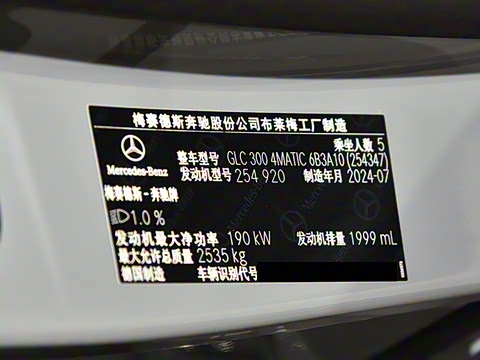 梅赛德斯奔驰股份公司布莱梅工厂制造
乘坐人数 5
Mercedes-Benz
整车型号 GLC 300 4MATIC 6B3A10 (254347)
发动机型号 254 920 制造年月 2024-07
梅赛德斯 - 奔驰牌
1.0 %
发动机最大净功率 190 kW 发动机排量 1999 mL
最大允许总质量 2535 kg
德国制造 车辆识别代号